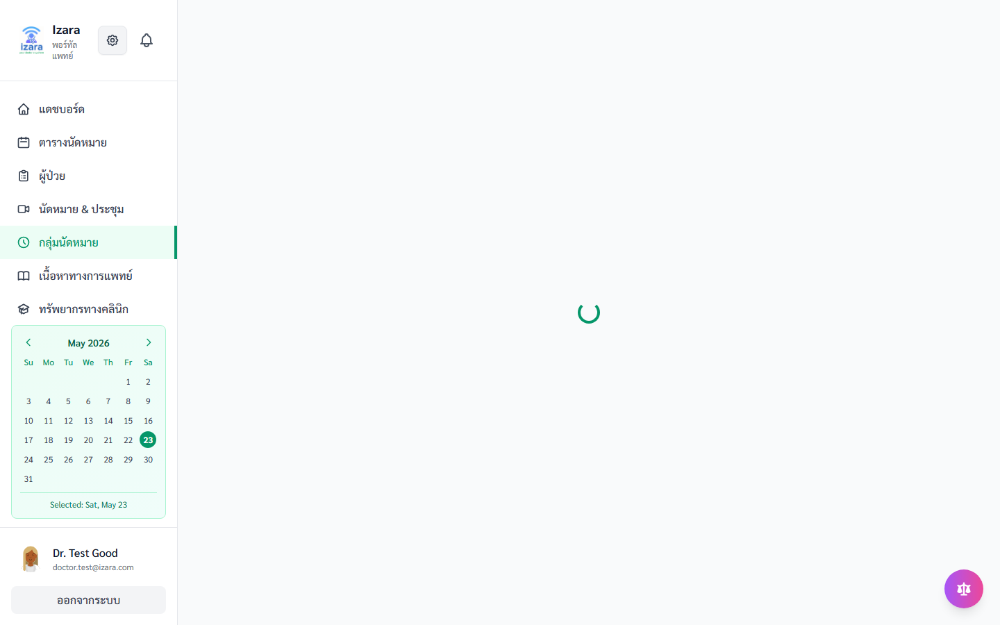 izara
Izara
พอร์ทัล
แพทย์
แดชบอร์ด
ตารางนัดหมาย
ผู้ป่วย
นัดหมาย & ประชุม
กลุ่มนัดหมาย
เนื้อหาทางการแพทย์
ทรัพยากรทางคลินิก
May 2026
Su Mo Tu We Th Fr Sa
1 2
3 4 5 6 7 8 9
10 11 12 13 14 15 16
17 18 19 20 21 22 23
24 25 26 27 28 29 30
31
Selected: Sat, May 23
Dr. Test Good
doctor.test@izara.com
ออกจากระบบ